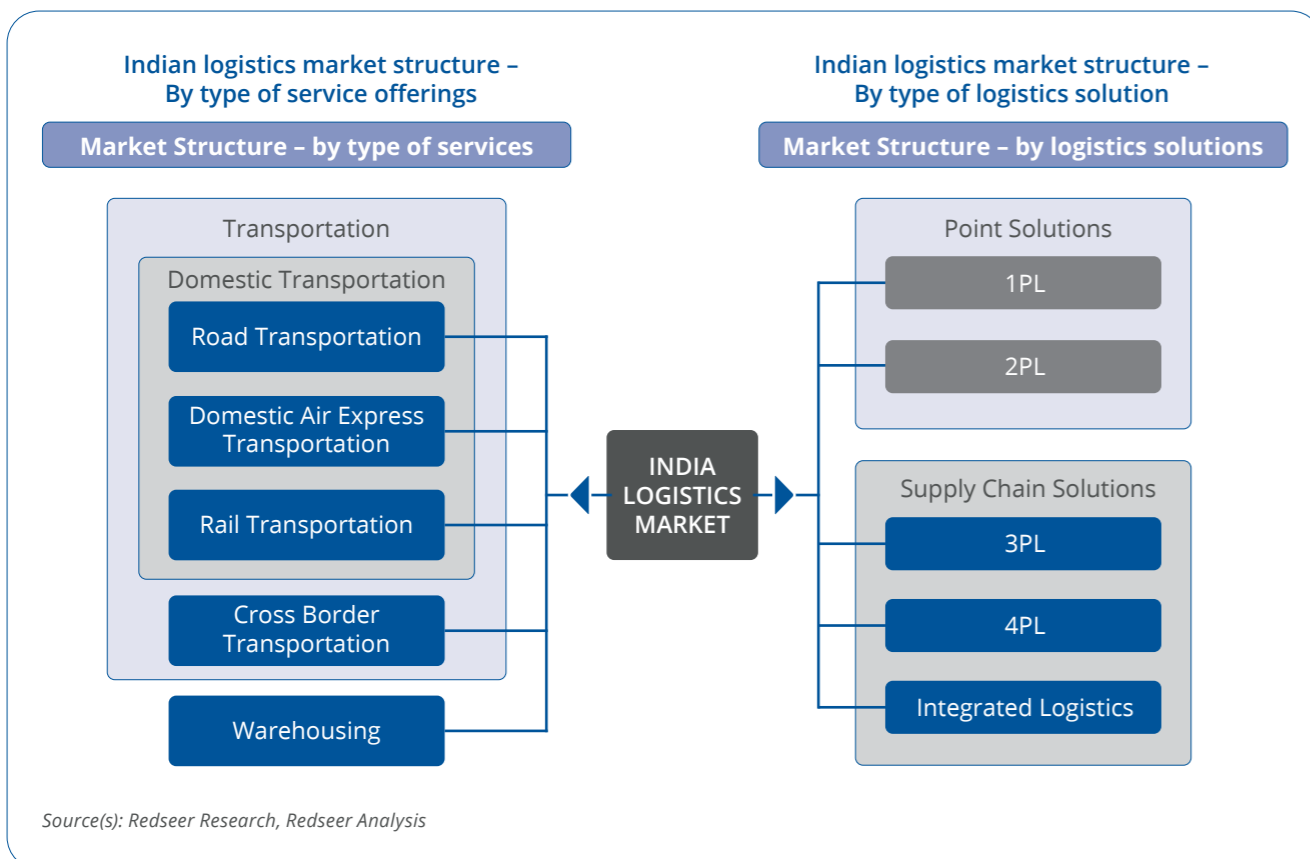 Indian logistics market structure –
By type of service offerings
Market Structure – by type of services
Transportation
Domestic Transportation
Road Transportation
Domestic Air Express
Transportation
Rail Transportation
Cross Border
Transportation
Warehousing
INDIA
LOGISTICS
MARKET
Indian logistics market structure –
By type of logistics solution
Market Structure – by logistics solutions
Point Solutions
1PL
2PL
Supply Chain Solutions
3PL
4PL
Integrated Logistics
Source(s): Redseer Research, Redseer Analysis